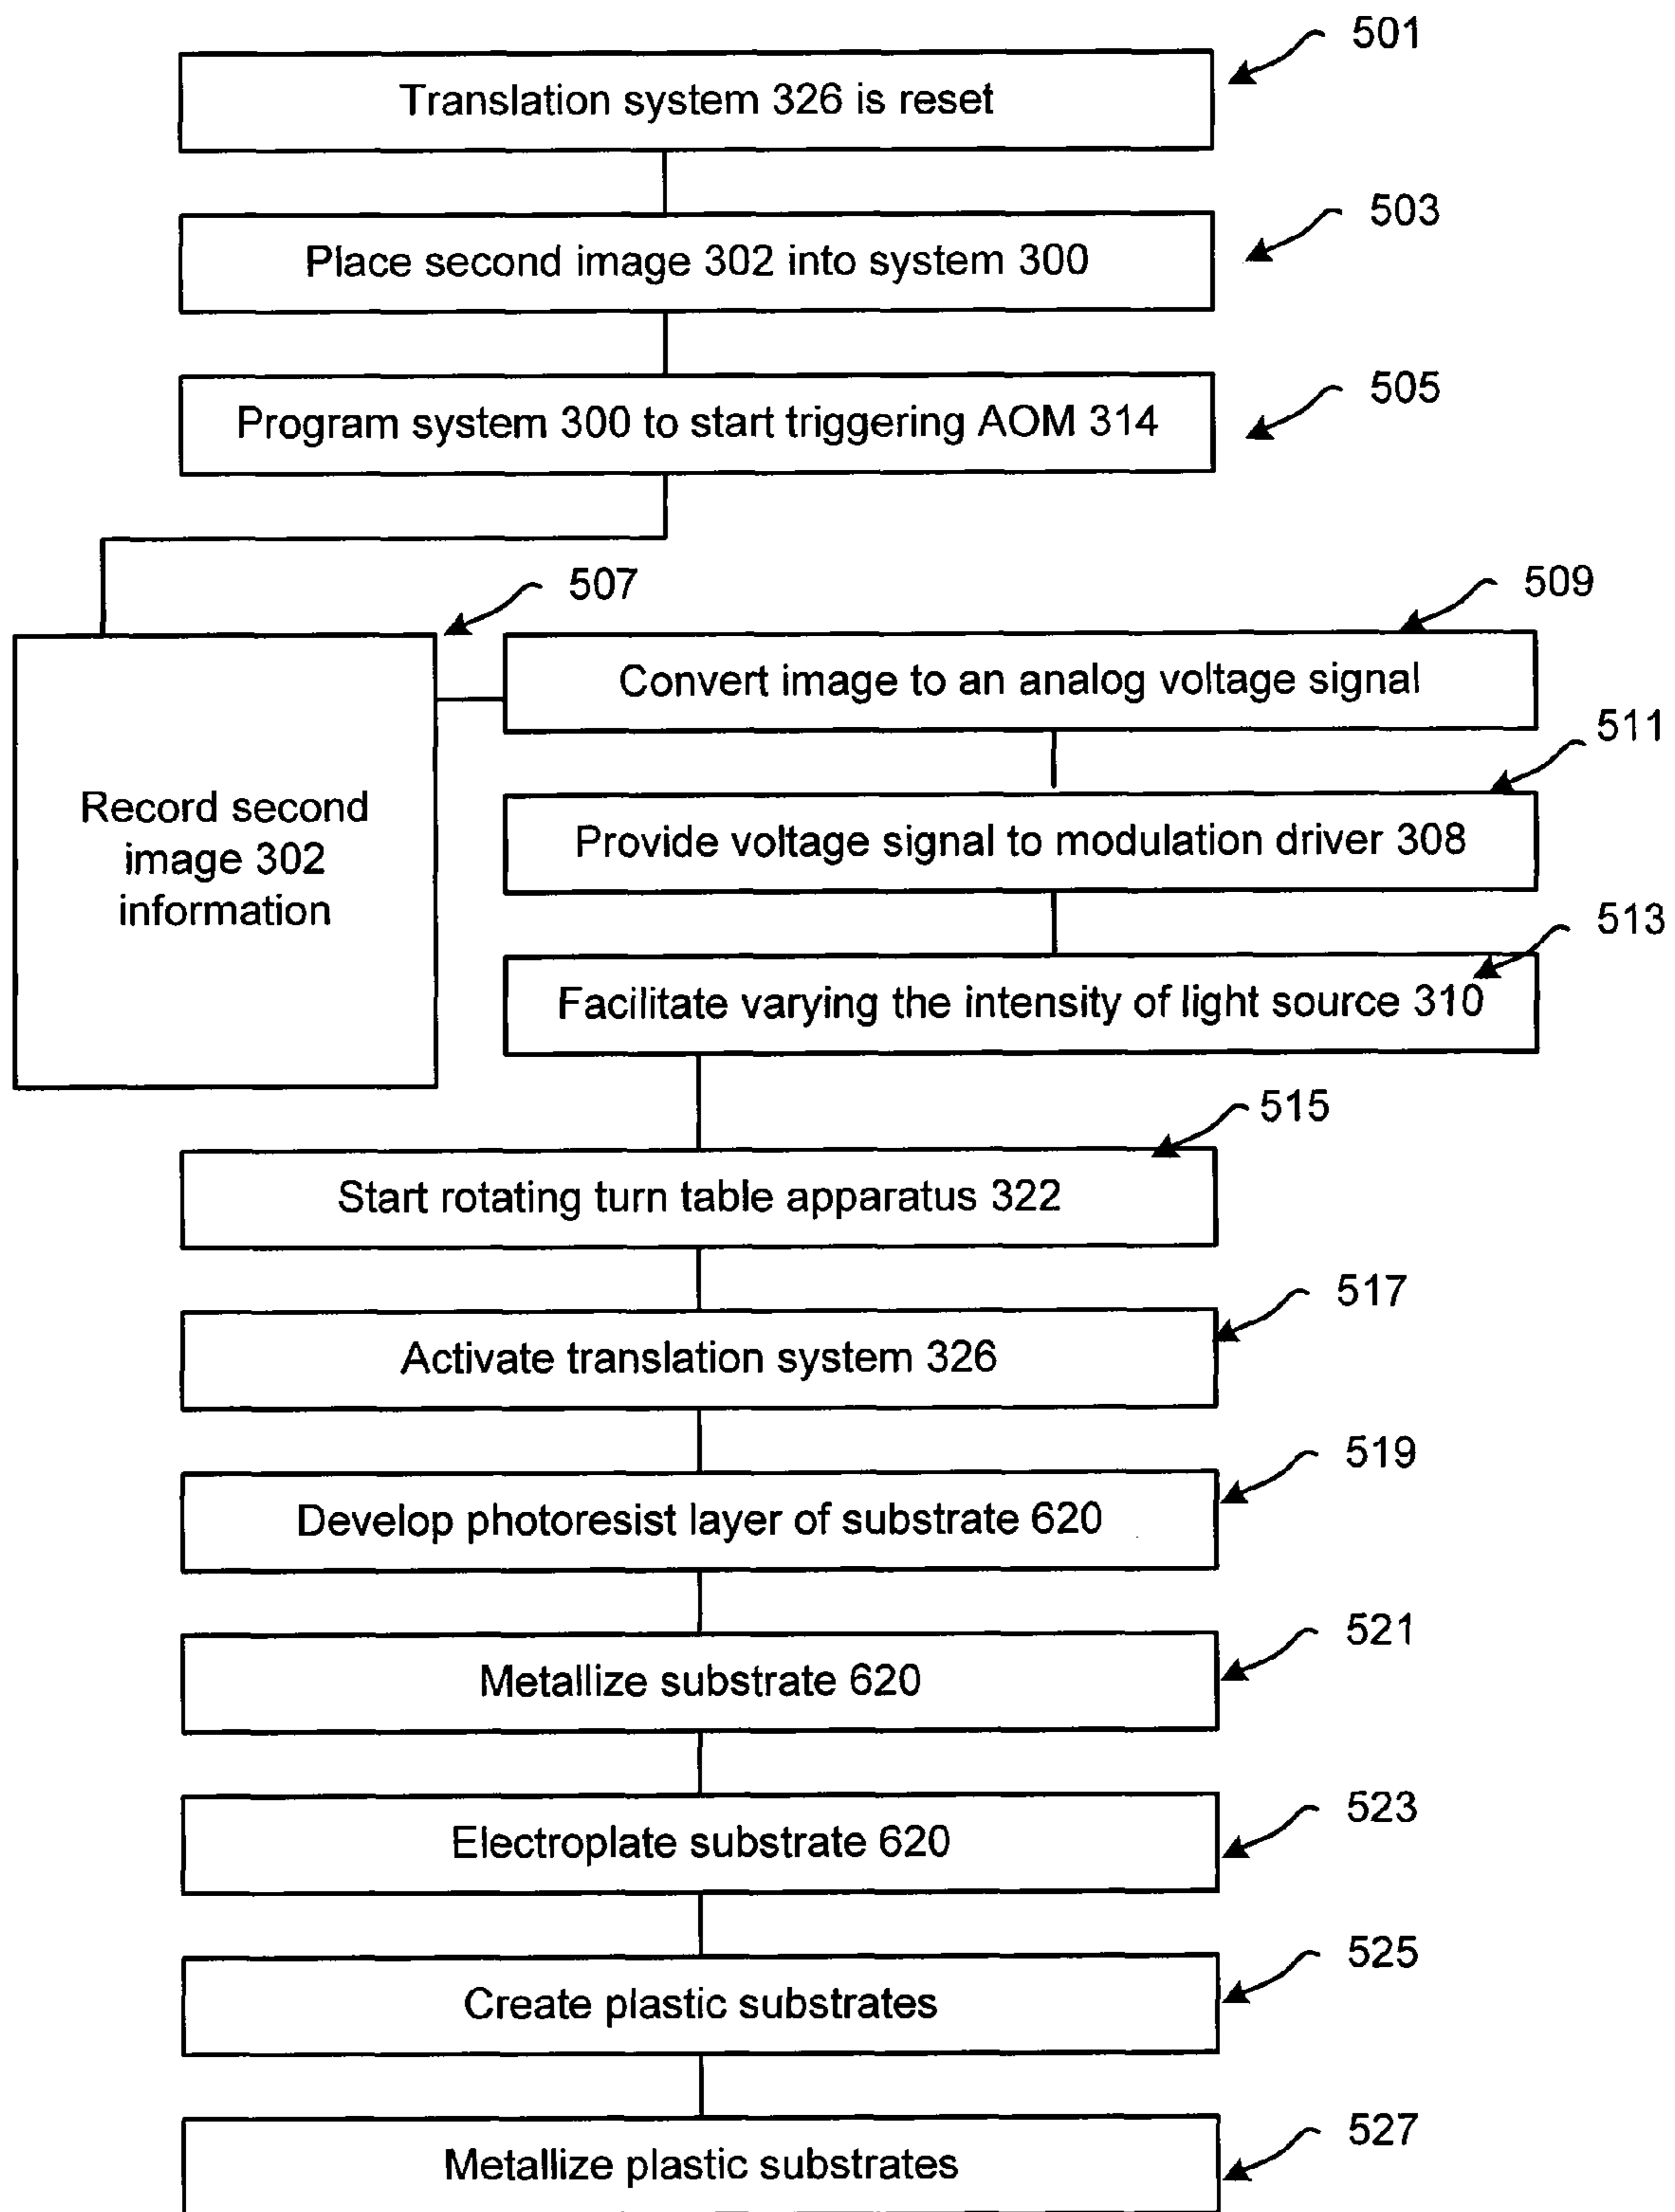 501
Translation system 326 is reset
503
Place second image 302 into system 300
505
Program system 300 to start triggering AOM 314
507
Record second
image 302
information
509
Convert image to an analog voltage signal
511
Provide voltage signal to modulation driver 308
513
Facilitate varying the intensity of light source 310
515
Start rotating turn table apparatus 322
517
Activate translation system 326
519
Develop photoresist layer of substrate 620
521
Metallize substrate 620
523
Electroplate substrate 620
525
Create plastic substrates
527
Metallize plastic substrates